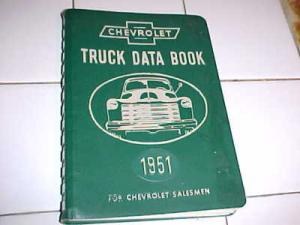 CHEVROLET
TRUCK DATA BOOK
1951
For CHEVROLET SALESMEN